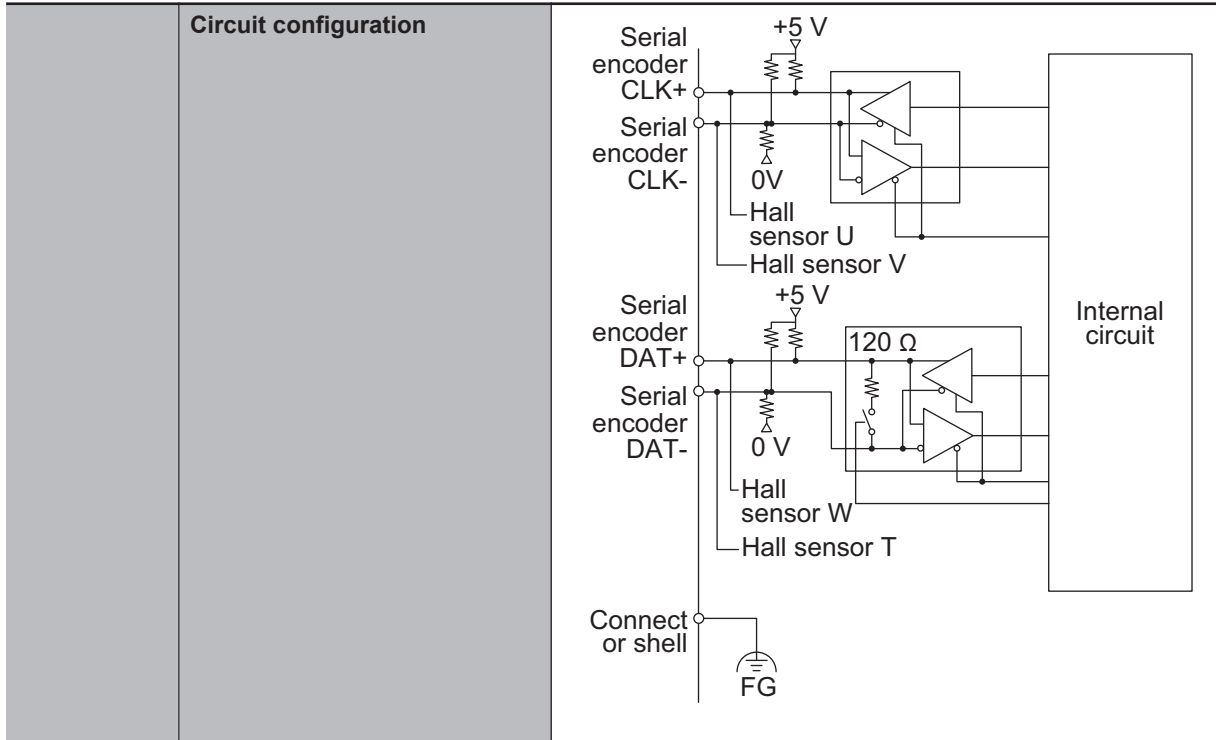 Circuit configuration
+5 V
Serial
encoder
CLK+
Serial
encoder
CLK-
0V
Hall
sensor U
Hall sensor V
+5 V
Serial
encoder
DAT+
Serial
encoder
DAT-
120 Ω
0 V
Hall
sensor W
Hall sensor T
Internal
circuit
Connect
or shell
FG